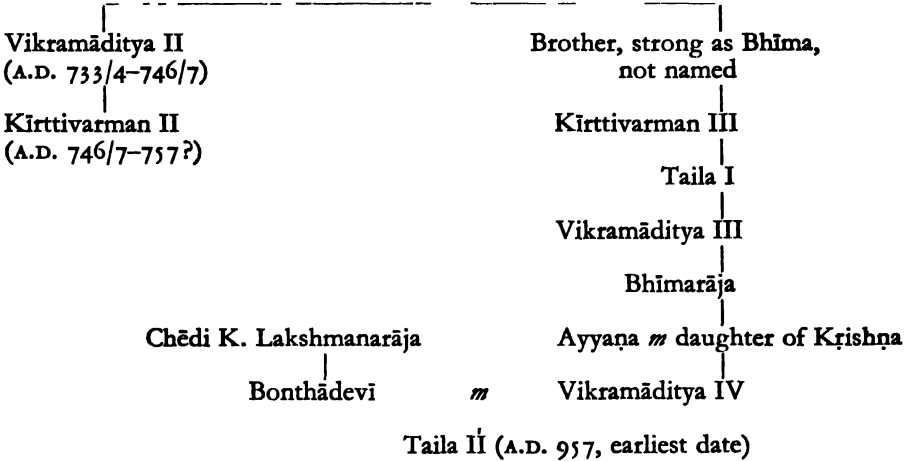 Vikramāditya II
(A.D. 733/4–746/7)
Brother, strong as Bhīma,
not named
Kīrttivarman II
(A.D. 746/7–757?)
Kīrttivarman III
Taila I
Vikramāditya III
Bhīmarāja
Chēdi K. Lakshmanarāja
Ayyaṇa m daughter of Kṛishṇa
Bonthādevī m Vikramāditya IV
Taila II (A.D. 957, earliest date)